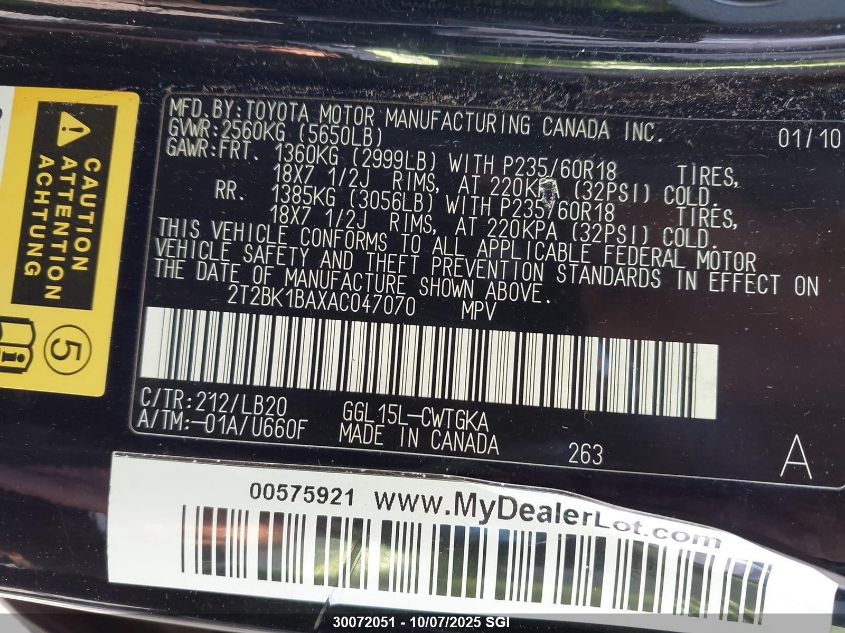 MFD.BY:TOYOTA MOTOR MANUFACTURING CANADA INC. 01/10
GVWR:2560KG (5650LB)
GAWR:FRT. 1360KG (2999LB) WITH P235/60R18 TIRES,
18X7 1/2J RIMS, AT 220KPA (32PSI) COLD.
RR. 1385KG (3056LB) WITH P235/60R18 TIRES,
18X7 1/2J RIMS, AT 220KPA (32PSI) COLD.
THIS VEHICLE CONFORMS TO ALL APPLICABLE FEDERAL MOTOR
VEHICLE SAFETY AND THEFT PREVENTION STANDARDS IN EFFECT ON
THE DATE OF MANUFACTURE SHOWN ABOVE.
2T2BK1BAXAC047070 MPV
C/TR:212/LB20 GGL15L-CWTGKA
A/TM:-01A/U660F MADE IN CANADA 263 A
CAUTION
ATTENTION
ACHTUNG
5
00575921 www.MyDealerLot.com
30072051 - 10/07/2025 SGI